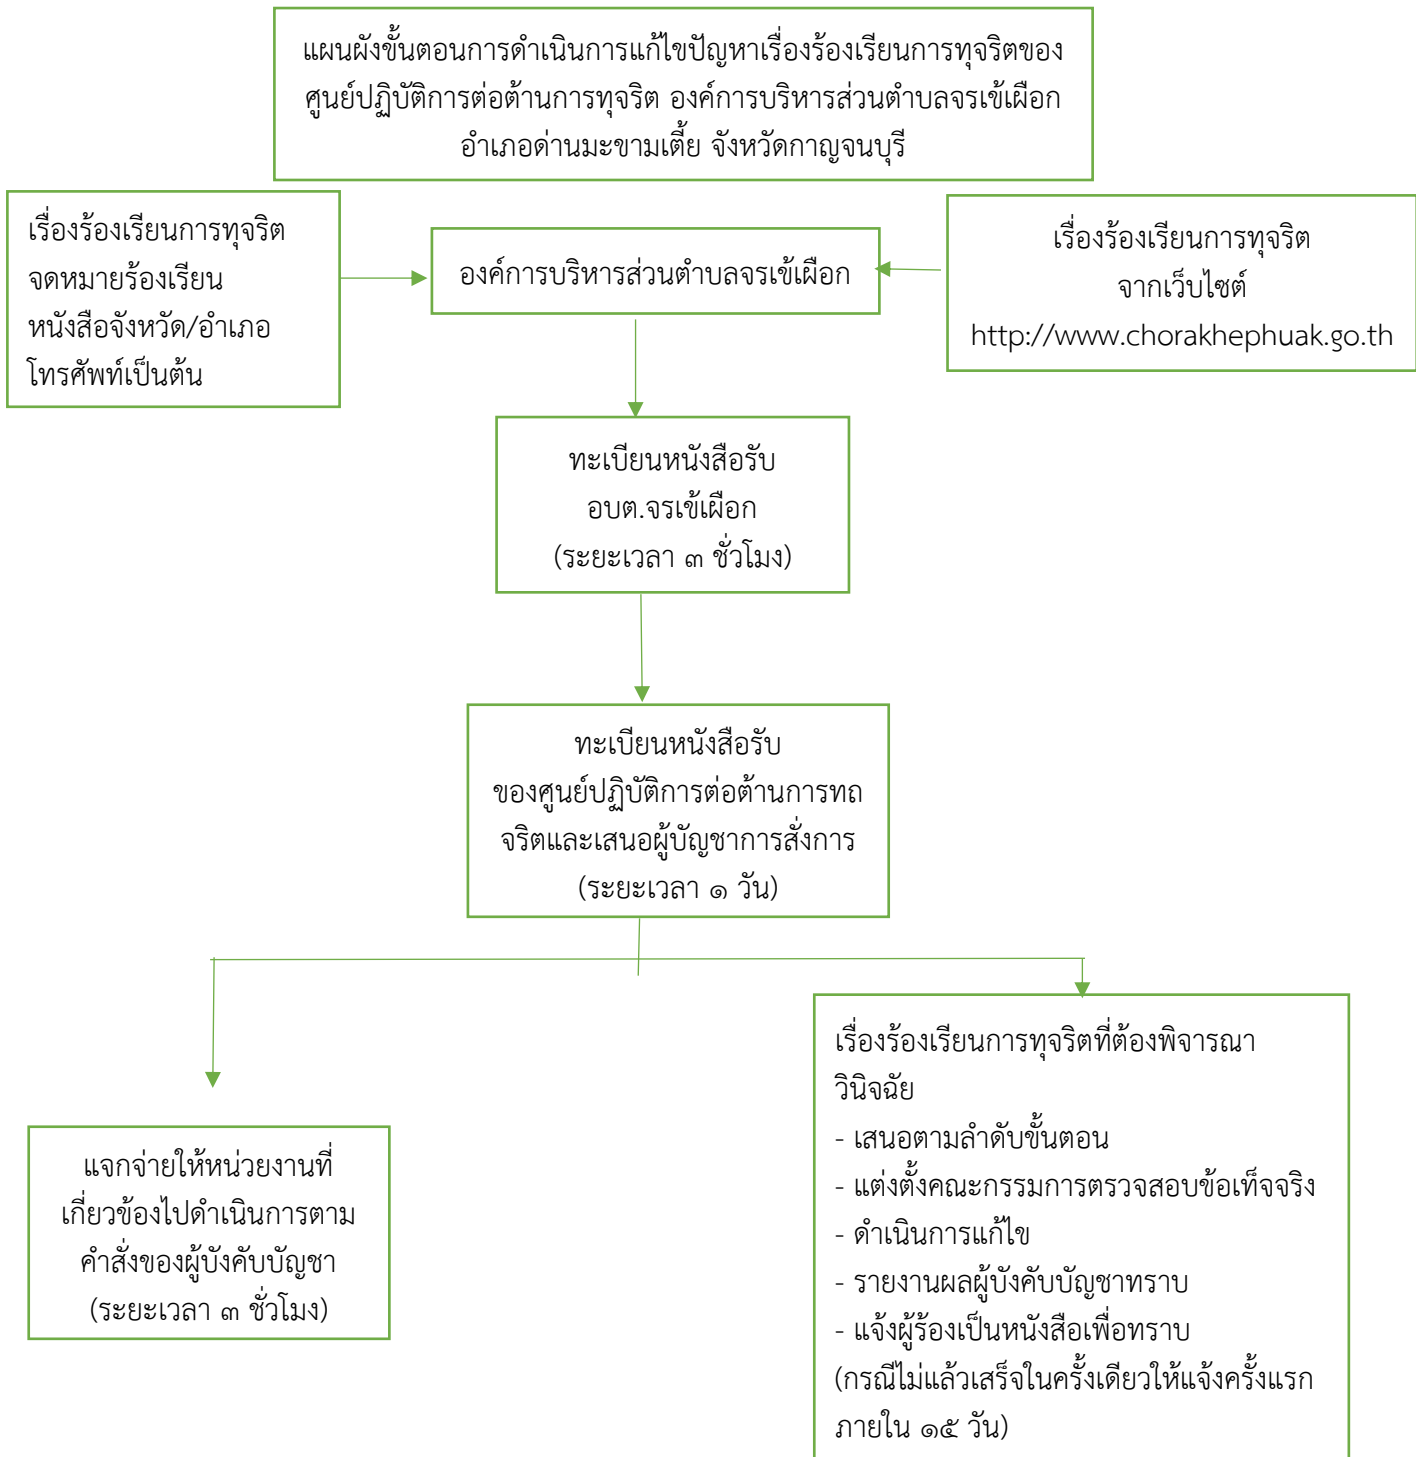 แผนผังขั้นตอนการดำเนินการแก้ไขปัญหาเรื่องร้องเรียนการทุจริตของ
ศูนย์ปฏิบัติการต่อต้านการทุจริต องค์การบริหารส่วนตำบลจรเข้เผือก
อำเภอด่านมะขามเตี้ย จังหวัดกาญจนบุรี
เรื่องร้องเรียนการทุจริต
จดหมายร้องเรียน
หนังสือจังหวัด/อำเภอ
โทรศัพท์เป็นต้น
องค์การบริหารส่วนตำบลจรเข้เผือก
เรื่องร้องเรียนการทุจริต
จากเว็บไซต์
http://www.chorakhephuak.go.th
ทะเบียนหนังสือรับ
อบต.จรเข้เผือก
(ระยะเวลา ๓ ชั่วโมง)
ทะเบียนหนังสือรับ
ของศูนย์ปฏิบัติการต่อต้านการทถ
จริตและเสนอผู้บัญชาการสั่งการ
(ระยะเวลา ๑ วัน)
แจกจ่ายให้หน่วยงานที่
เกี่ยวข้องไปดำเนินการตาม
คำสั่งของผู้บังคับบัญชา
(ระยะเวลา ๓ ชั่วโมง)
เรื่องร้องเรียนการทุจริตที่ต้องพิจารณา
วินิจฉัย
- เสนอตามลำดับขั้นตอน
- แต่งตั้งคณะกรรมการตรวจสอบข้อเท็จจริง
- ดำเนินการแก้ไข
- รายงานผลผู้บังคับบัญชาทราบ
- แจ้งผู้ร้องเป็นหนังสือเพื่อทราบ
(กรณีไม่แล้วเสร็จในครั้งเดียวให้แจ้งครั้งแรก
ภายใน ๑๕ วัน)